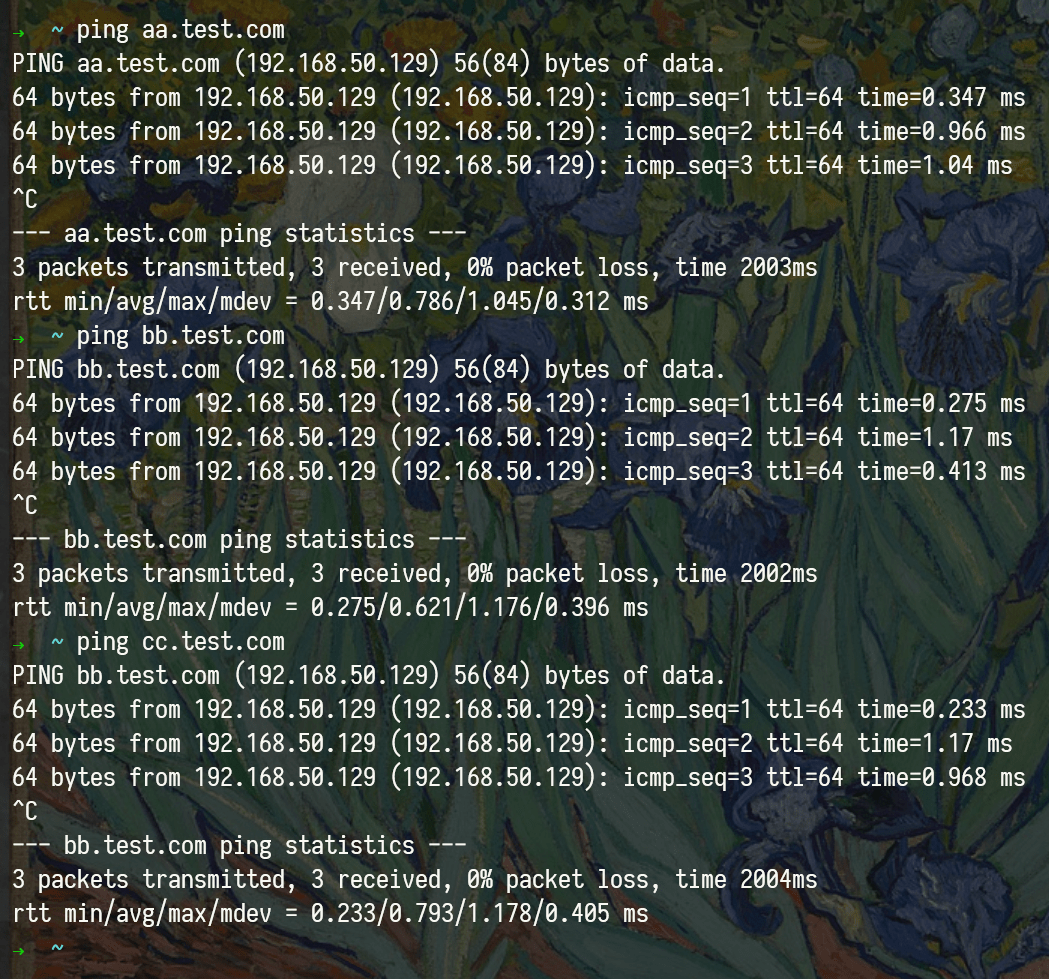 → ~ ping aa.test.com
PING aa.test.com (192.168.50.129) 56(84) bytes of data.
64 bytes from 192.168.50.129 (192.168.50.129): icmp_seq=1 ttl=64 time=0.347 ms
64 bytes from 192.168.50.129 (192.168.50.129): icmp_seq=2 ttl=64 time=0.966 ms
64 bytes from 192.168.50.129 (192.168.50.129): icmp_seq=3 ttl=64 time=1.04 ms
^C
--- aa.test.com ping statistics ---
3 packets transmitted, 3 received, 0% packet loss, time 2003ms
rtt min/avg/max/mdev = 0.347/0.786/1.045/0.312 ms
→ ~ ping bb.test.com
PING bb.test.com (192.168.50.129) 56(84) bytes of data.
64 bytes from 192.168.50.129 (192.168.50.129): icmp_seq=1 ttl=64 time=0.275 ms
64 bytes from 192.168.50.129 (192.168.50.129): icmp_seq=2 ttl=64 time=1.17 ms
64 bytes from 192.168.50.129 (192.168.50.129): icmp_seq=3 ttl=64 time=0.413 ms
^C
--- bb.test.com ping statistics ---
3 packets transmitted, 3 received, 0% packet loss, time 2002ms
rtt min/avg/max/mdev = 0.275/0.621/1.176/0.396 ms
→ ~ ping cc.test.com
PING bb.test.com (192.168.50.129) 56(84) bytes of data.
64 bytes from 192.168.50.129 (192.168.50.129): icmp_seq=1 ttl=64 time=0.233 ms
64 bytes from 192.168.50.129 (192.168.50.129): icmp_seq=2 ttl=64 time=1.17 ms
64 bytes from 192.168.50.129 (192.168.50.129): icmp_seq=3 ttl=64 time=0.968 ms
^C
--- bb.test.com ping statistics ---
3 packets transmitted, 3 received, 0% packet loss, time 2004ms
rtt min/avg/max/mdev = 0.233/0.793/1.178/0.405 ms
→ ~